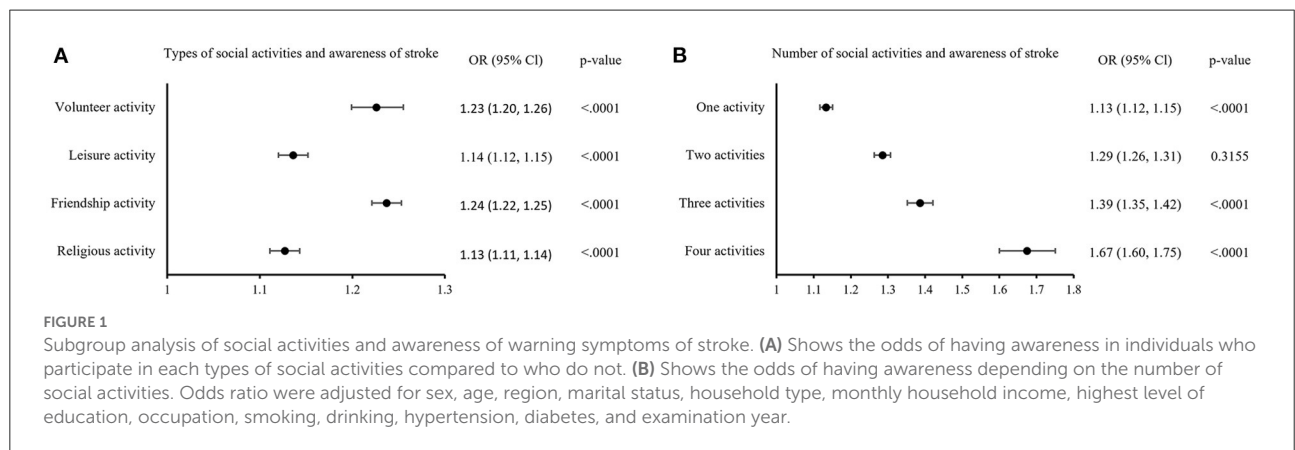 A Types of social activities and awareness of stroke OR (95% Cl) p-value
Volunteer activity 1.23 (1.20, 1.26) <.0001
Leisure activity 1.14 (1.12, 1.15) <.0001
Friendship activity 1.24 (1.22, 1.25) <.0001
Religious activity 1.13 (1.11, 1.14) <.0001
1 1.1 1.2 1.3
B Number of social activities and awareness of stroke OR (95% Cl) p-value
One activity 1.13 (1.12, 1.15) <.0001
Two activities 1.29 (1.26, 1.31) 0.3155
Three activities 1.39 (1.35, 1.42) <.0001
Four activities 1.67 (1.60, 1.75) <.0001
1 1.1 1.2 1.3 1.4 1.5 1.6 1.7 1.8
FIGURE 1
Subgroup analysis of social activities and awareness of warning symptoms of stroke. (A) Shows the odds of having awareness in individuals who
participate in each types of social activities compared to who do not. (B) Shows the odds of having awareness depending on the number of
social activities. Odds ratio were adjusted for sex, age, region, marital status, household type, monthly household income, highest level of
education, occupation, smoking, drinking, hypertension, diabetes, and examination year.